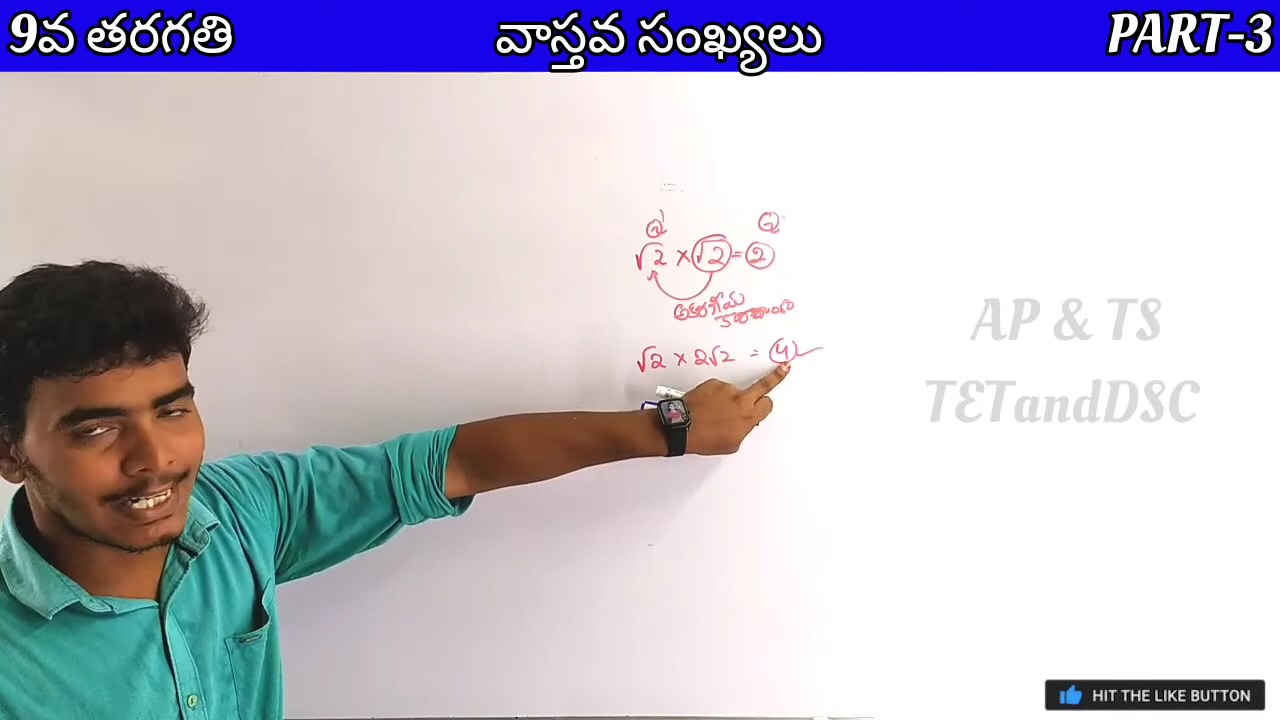 9వ తరగతి వాస్తవ సంఖ్యలు PART-3
Q' Q
√2 × √2 = 2
అకరణీయ
√2 × 2√2 = 4
AP & TS
TETandDSC
HIT THE LIKE BUTTON